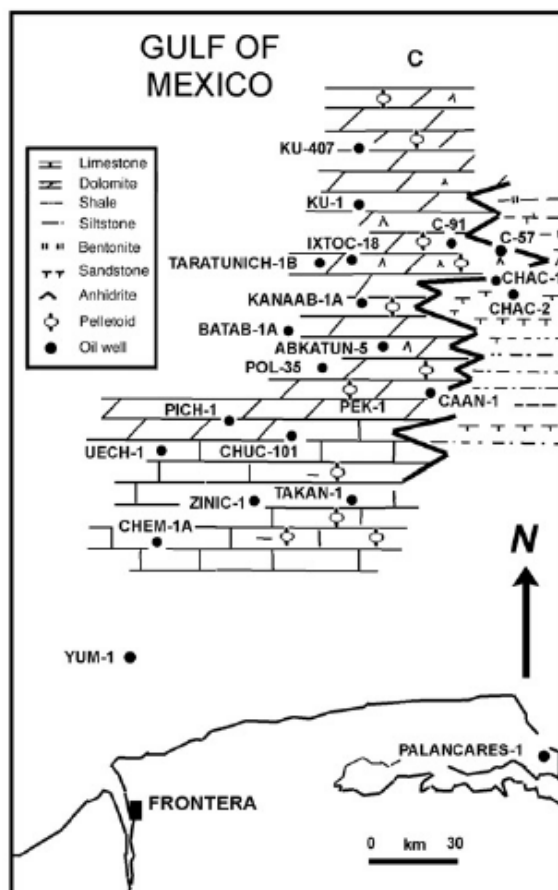 GULF OF
MEXICO
C
KU-407
Limestone
Dolomite
Shale
Siltstone
Bentonite
Sandstone
Anhidrite
Pelletoid
Oil well
KU-1
C-91
C-57
IXTOC-18
TARATUNICH-1B
CHAC-1
KANAAB-1A
CHAC-2
BATAB-1A
ABKATUN-5
POL-35
CAAN-1
PICH-1
PEK-1
UECH-1
CHUC-101
TAKAN-1
ZINIC-1
CHEM-1A
N
YUM-1
PALANCARES-1
FRONTERA
0 km 30